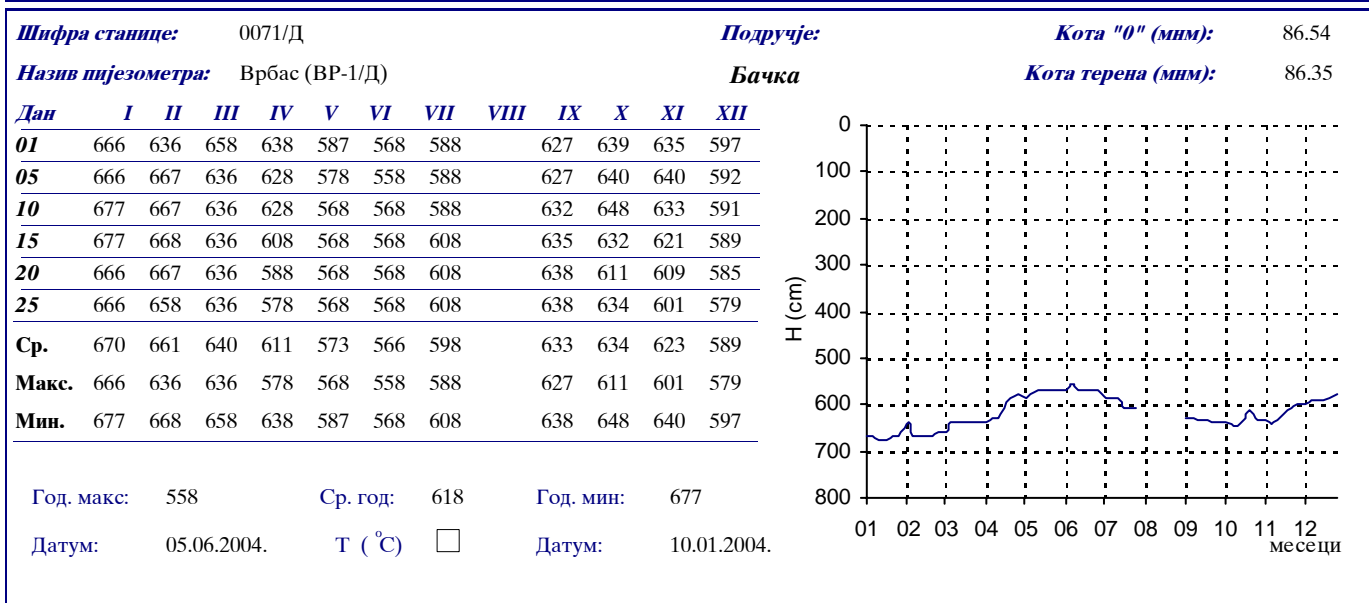 Шифра станице: 0071/Д Подручје: Кота "0" (мнм): 86.54
Назив пијезометра: Врбас (ВР-1/Д) Бачка Кота терена (мнм): 86.35
Дан I II III IV V VI VII VIII IX X XI XII
01 666 636 658 638 587 568 588 627 639 635 597
05 666 667 636 628 578 558 588 627 640 640 592
10 677 667 636 628 568 568 588 632 648 633 591
15 677 668 636 608 568 568 608 635 632 621 589
20 666 667 636 588 568 568 608 638 611 609 585
25 666 658 636 578 568 568 608 638 634 601 579
Ср. 670 661 640 611 573 566 598 633 634 623 589
Макс. 666 636 636 578 568 558 588 627 611 601 579
Мин. 677 668 658 638 587 568 608 638 648 640 597
Год. макс: 558 Ср. год: 618 Год. мин: 677
Датум: 05.06.2004. Т ( °С) Датум: 10.01.2004.
0
100
200
300
400
500
600
700
800
H (cm)
01 02 03 04 05 06 07 08 09 10 11 12
месеци